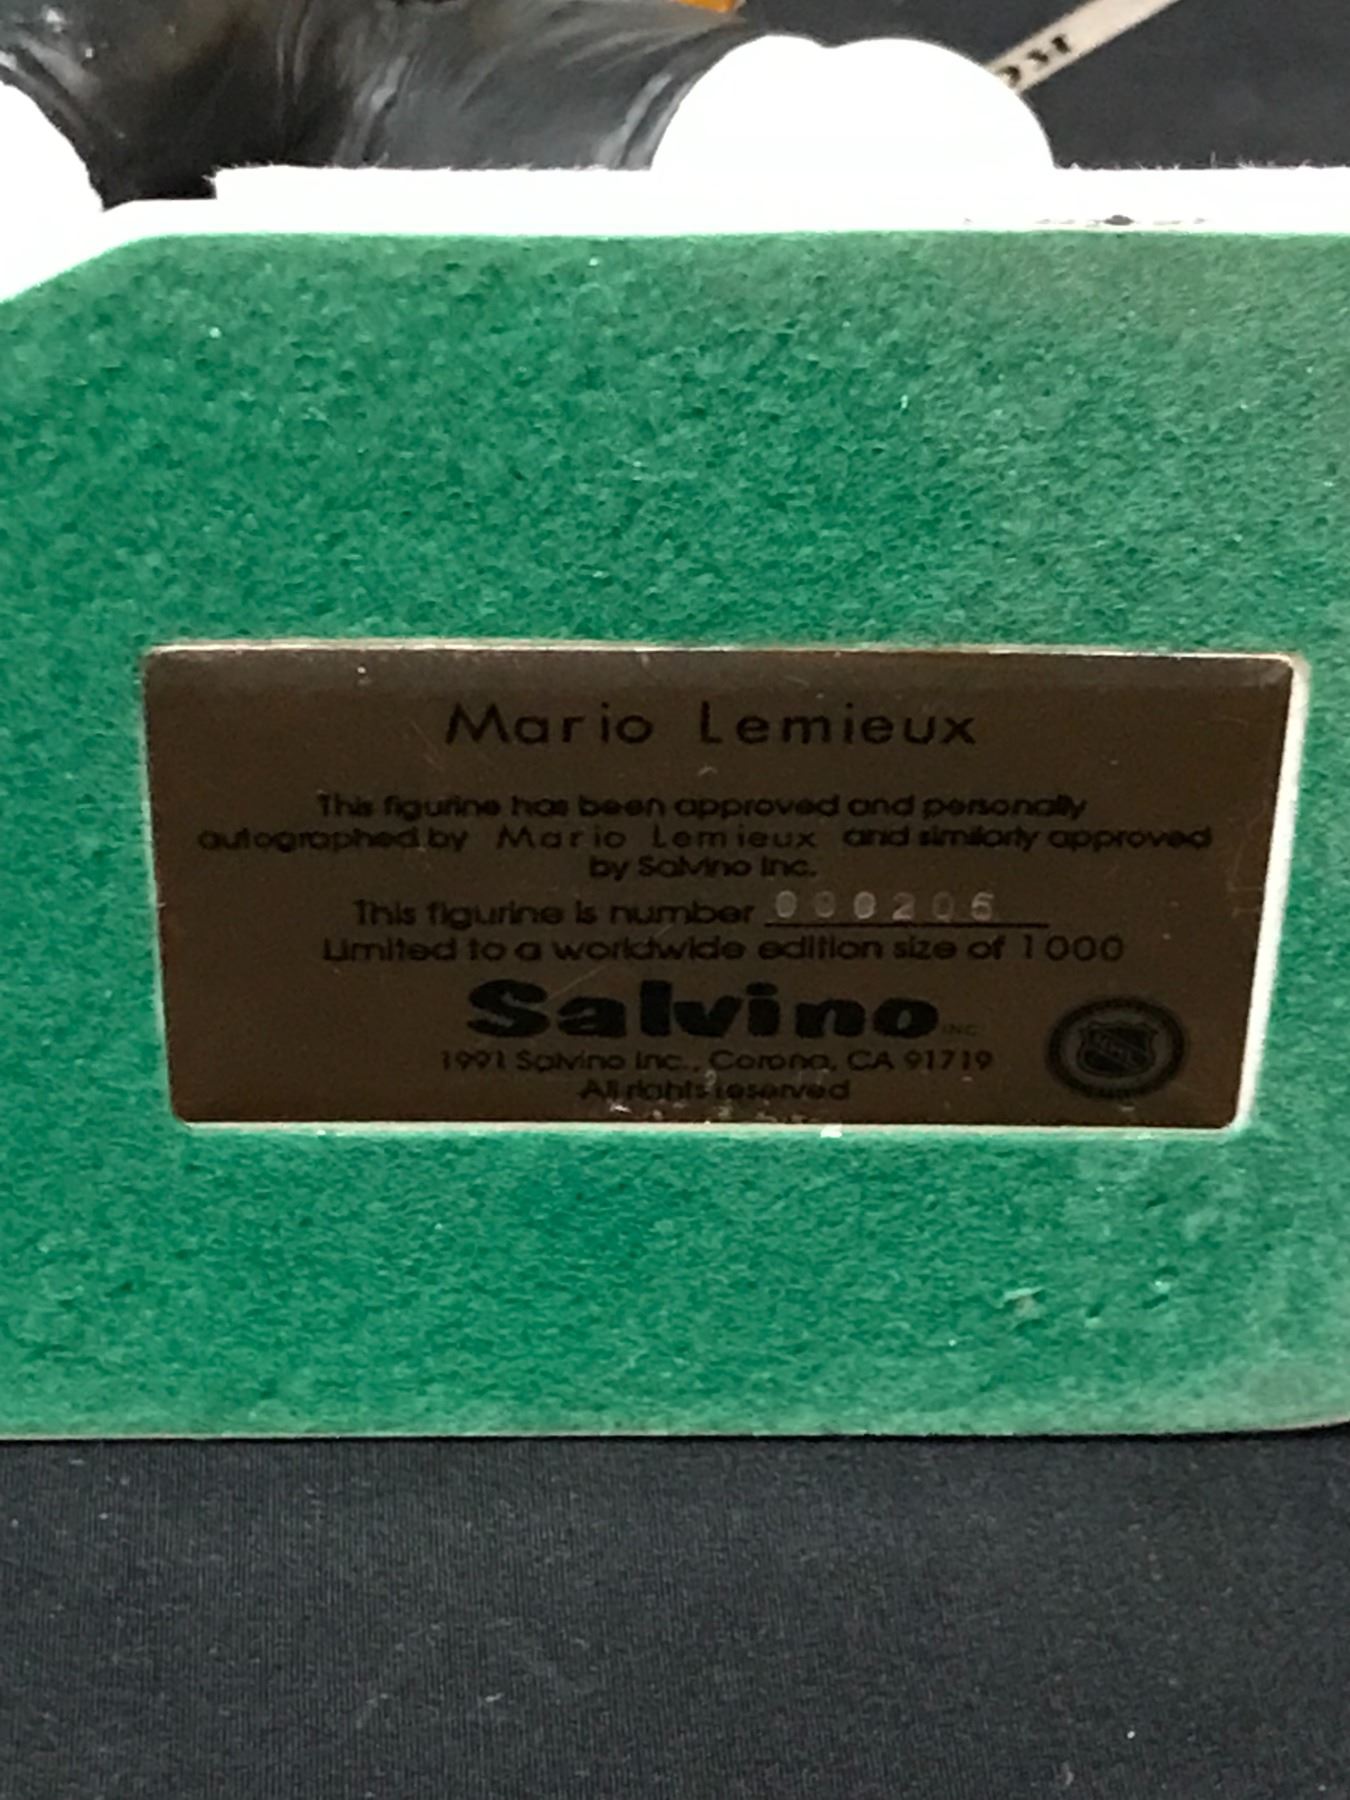 Mario Lemieux
This figurine has been approved and personally
autographed by Mario Lemieux and similarly approved
by Salvino Inc.
This figurine is number 000206
Limited to a worldwide edition size of 1000
Salvino INC
1991 Salvino Inc., Corona, CA 91719
All rights reserved
NHL